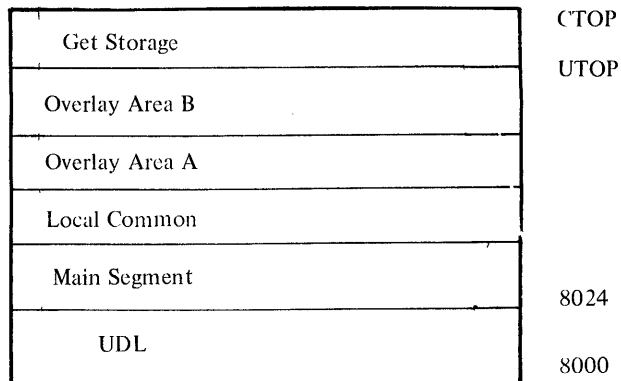 CTOP
Get Storage
UTOP
Overlay Area B
Overlay Area A
Local Common
Main Segment
8024
UDL
8000